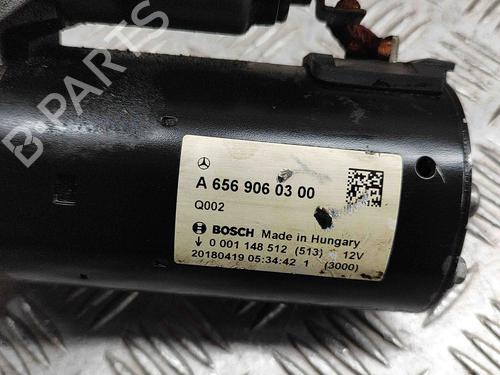 B-PARTS
A 656 906 03 00
Q002
BOSCH Made in Hungary
0 001 148 512 (513) 12V
20180419 05:34:42 1 (3000)